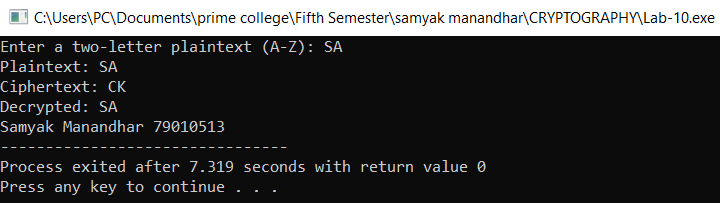 C:\Users\PC\Documents\prime college\Fifth Semester\samyak manandhar\CRYPTOGRAPHY\Lab-10.exe
Enter a two-letter plaintext (A-Z): SA
Plaintext: SA
Ciphertext: CK
Decrypted: SA
Samyak Manandhar 79010513
--------------------------------
Process exited after 7.319 seconds with return value 0
Press any key to continue . . .